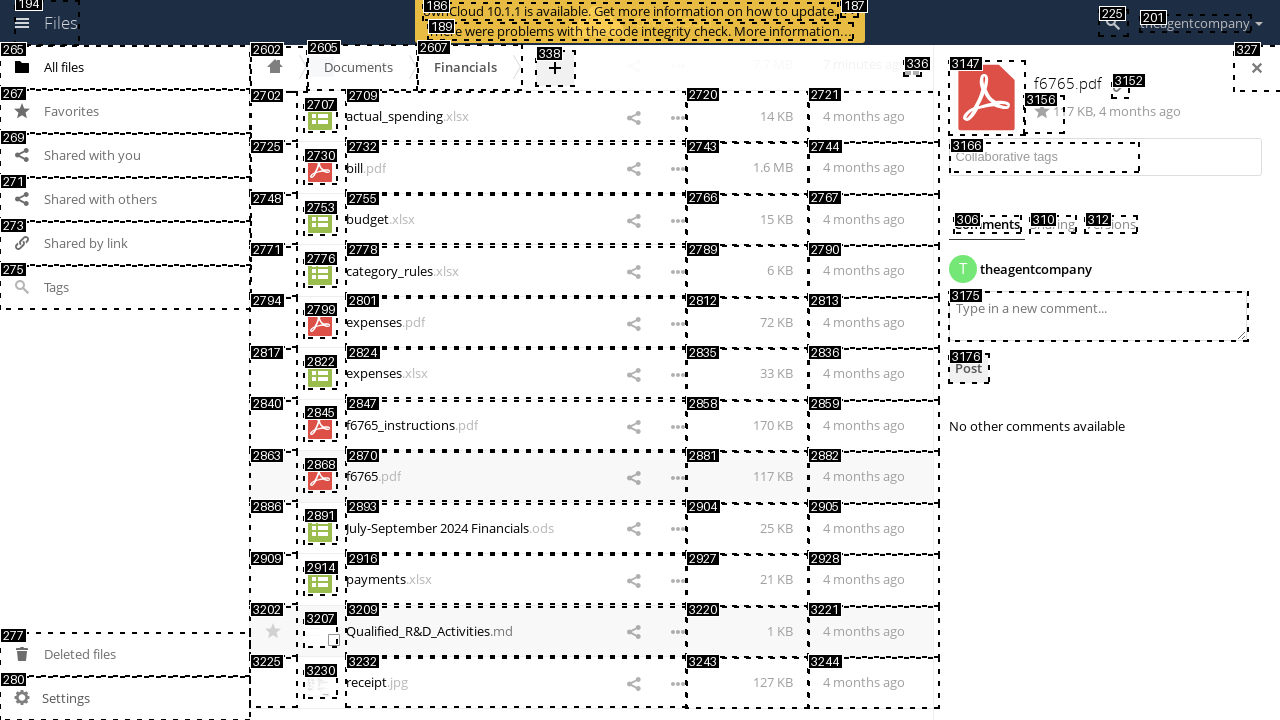 194
Files
186
ownCloud 10.1.1 is available. Get more information on how to update.
187
189
There were problems with the code integrity check. More information…
225
201
theagentcompany
265
All files
267
Favorites
269
Shared with you
271
Shared with others
273
Shared by link
275
Tags
277
Deleted files
280
Settings
2602
2605
Documents
2607
Financials
338
+
7.7 MB
7 minutes ago
336
2702
2707
2709
actual_spending.xlsx
2720
14 KB
2721
4 months ago
2725
2730
2732
bill.pdf
2743
1.6 MB
2744
4 months ago
2748
2753
2755
budget.xlsx
2766
15 KB
2767
4 months ago
2771
2776
2778
category_rules.xlsx
2789
6 KB
2790
4 months ago
2794
2799
2801
expenses.pdf
2812
72 KB
2813
4 months ago
2817
2822
2824
expenses.xlsx
2835
33 KB
2836
4 months ago
2840
2845
2847
f6765_instructions.pdf
2858
170 KB
2859
4 months ago
2863
2868
2870
f6765.pdf
2881
117 KB
2882
4 months ago
2886
2891
2893
July-September 2024 Financials.ods
2904
25 KB
2905
4 months ago
2909
2914
2916
payments.xlsx
2927
21 KB
2928
4 months ago
3202
3207
3209
Qualified_R&D_Activities.md
3220
1 KB
3221
4 months ago
3225
3230
3232
receipt.jpg
3243
127 KB
3244
4 months ago
327
3147
f6765.pdf
3152
3156
117 KB, 4 months ago
3166
Collaborative tags
306
Comments
310
Sharing
312
Versions
T
theagentcompany
3175
Type in a new comment...
3176
Post
No other comments available